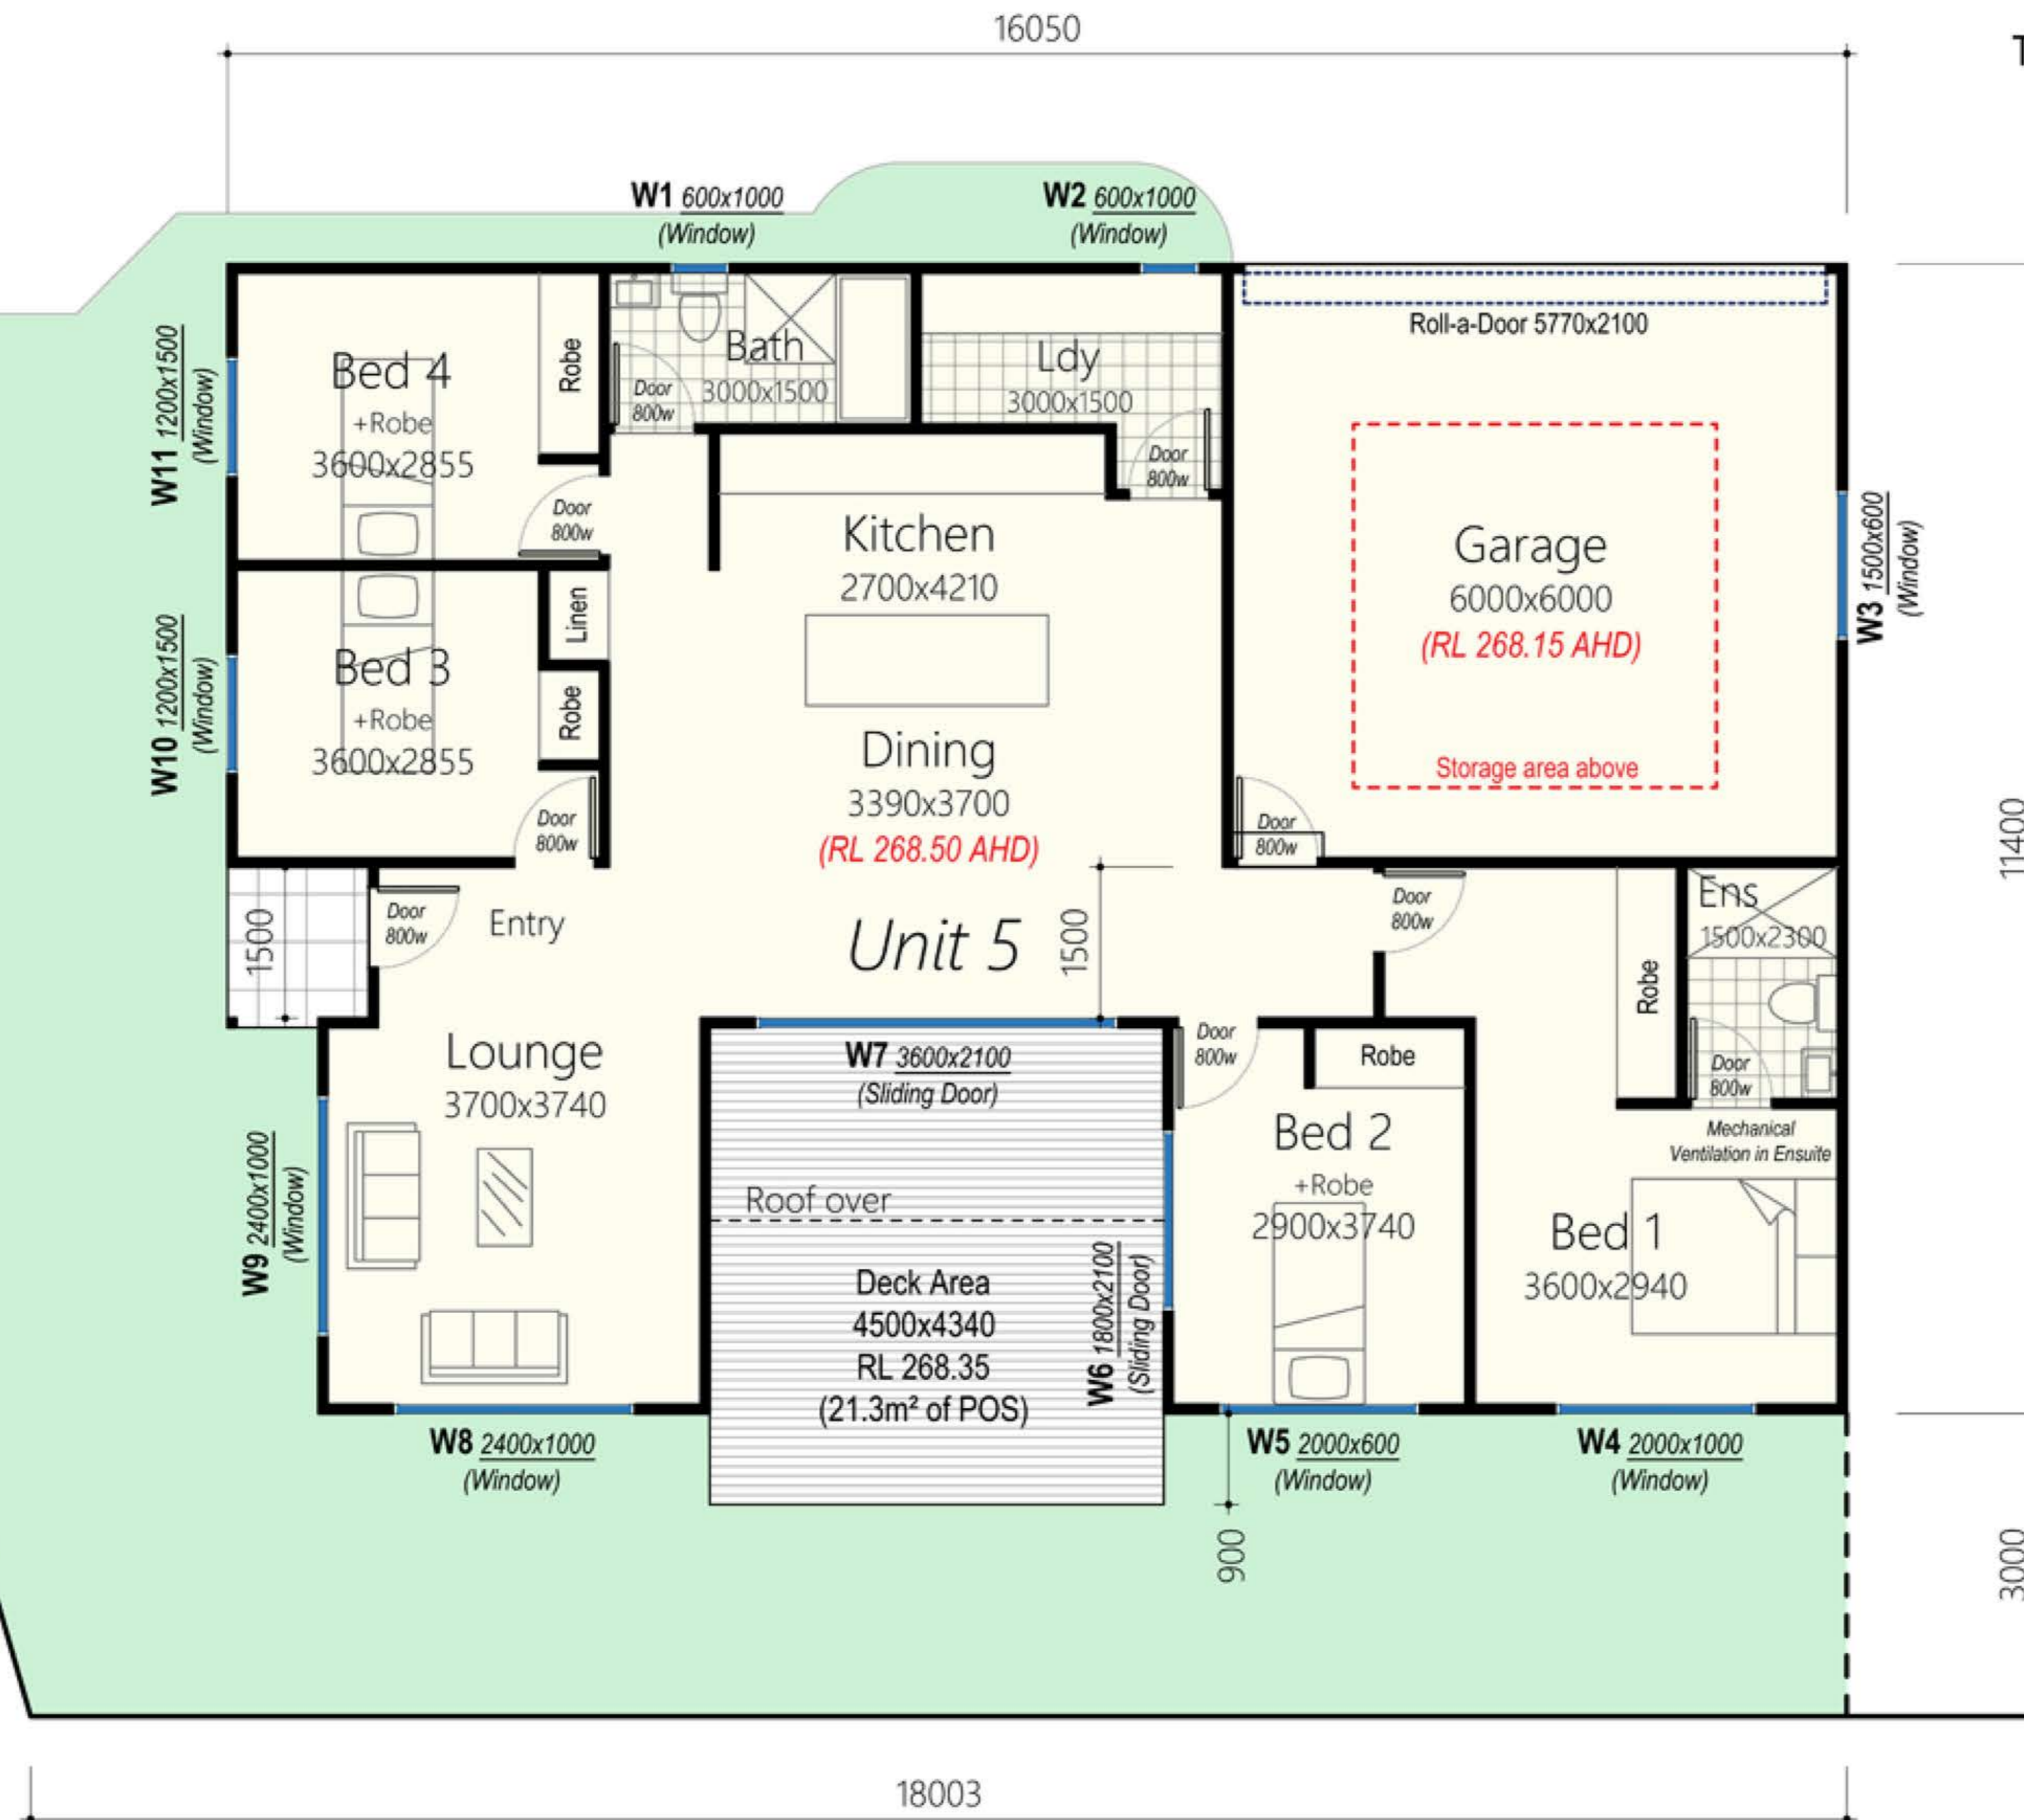 16050
T
W1 600x1000
(Window)
W2 600x1000
(Window)
Roll-a-Door 5770x2100
Bed 4
+Robe
3600x2855
Robe
Door
800w
Bath
3000x1500
Door
800w
Ldy
3000x1500
Door
800w
W11 1200x1500
(Window)
Kitchen
2700x4210
Garage
6000x6000
(RL 268.15 AHD)
Storage area above
W3 1500x600
(Window)
Linen
Bed 3
+Robe
3600x2855
Robe
Door
800w
W10 1200x1500
(Window)
Dining
3390x3700
(RL 268.50 AHD)
Door
800w
11400
1500
Door
800w
Entry
Unit 5
1500
Door
800w
Robe
Ens
1500x2300
Door
800w
Mechanical
Ventilation in Ensuite
Lounge
3700x3740
W7 3600x2100
(Sliding Door)
Door
800w
Robe
Bed 2
+Robe
2900x3740
Bed 1
3600x2940
W9 2400x1000
(Window)
Roof over
Deck Area
4500x4340
RL 268.35
(21.3m² of POS)
W6 1800x2100
(Sliding Door)
W8 2400x1000
(Window)
W5 2000x600
(Window)
W4 2000x1000
(Window)
900
3000
18003